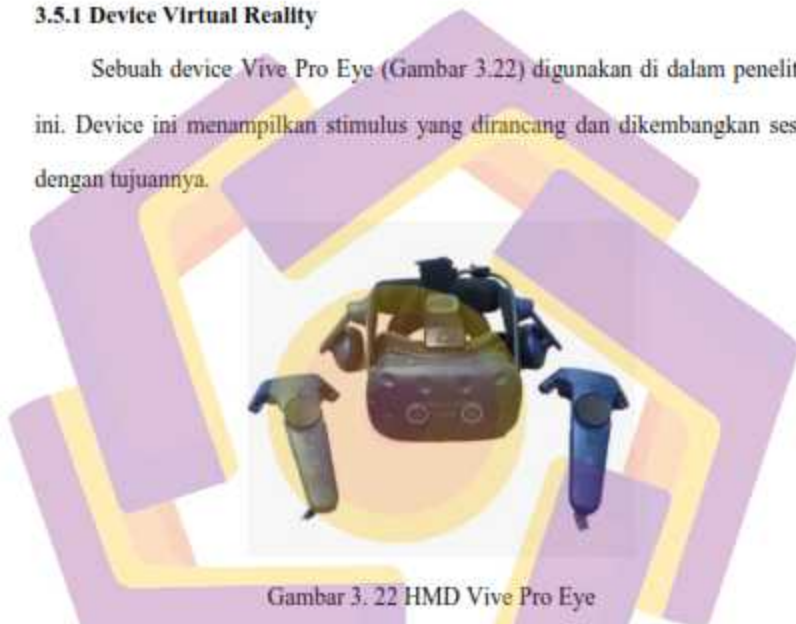 3.5.1 Device Virtual Reality
Sebuah device Vive Pro Eye (Gambar 3.22) digunakan di dalam penelit
ini. Device ini menampilkan stimulus yang dirancang dan dikembangkan ses
dengan tujuannya.
Gambar 3. 22 HMD Vive Pro Eye